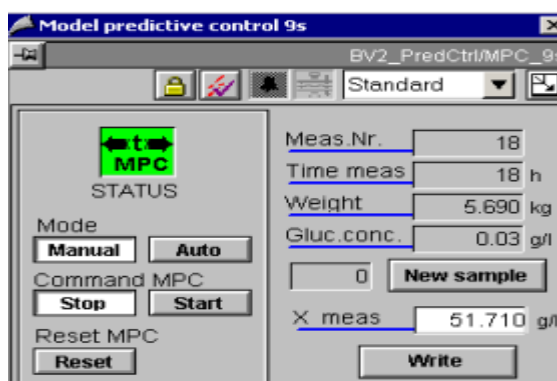 Model predictive control 9s
BV2_PredCtrl/MPC_9s
Standard
t
MPC
STATUS
Mode
Manual Auto
Command MPC
Stop Start
Reset MPC
Reset
Meas.Nr. 18
Time meas 18 h
Weight 5.690 kg
Gluc.conc. 0.03 g/l
0 New sample
X meas 51.710 g/l
Write